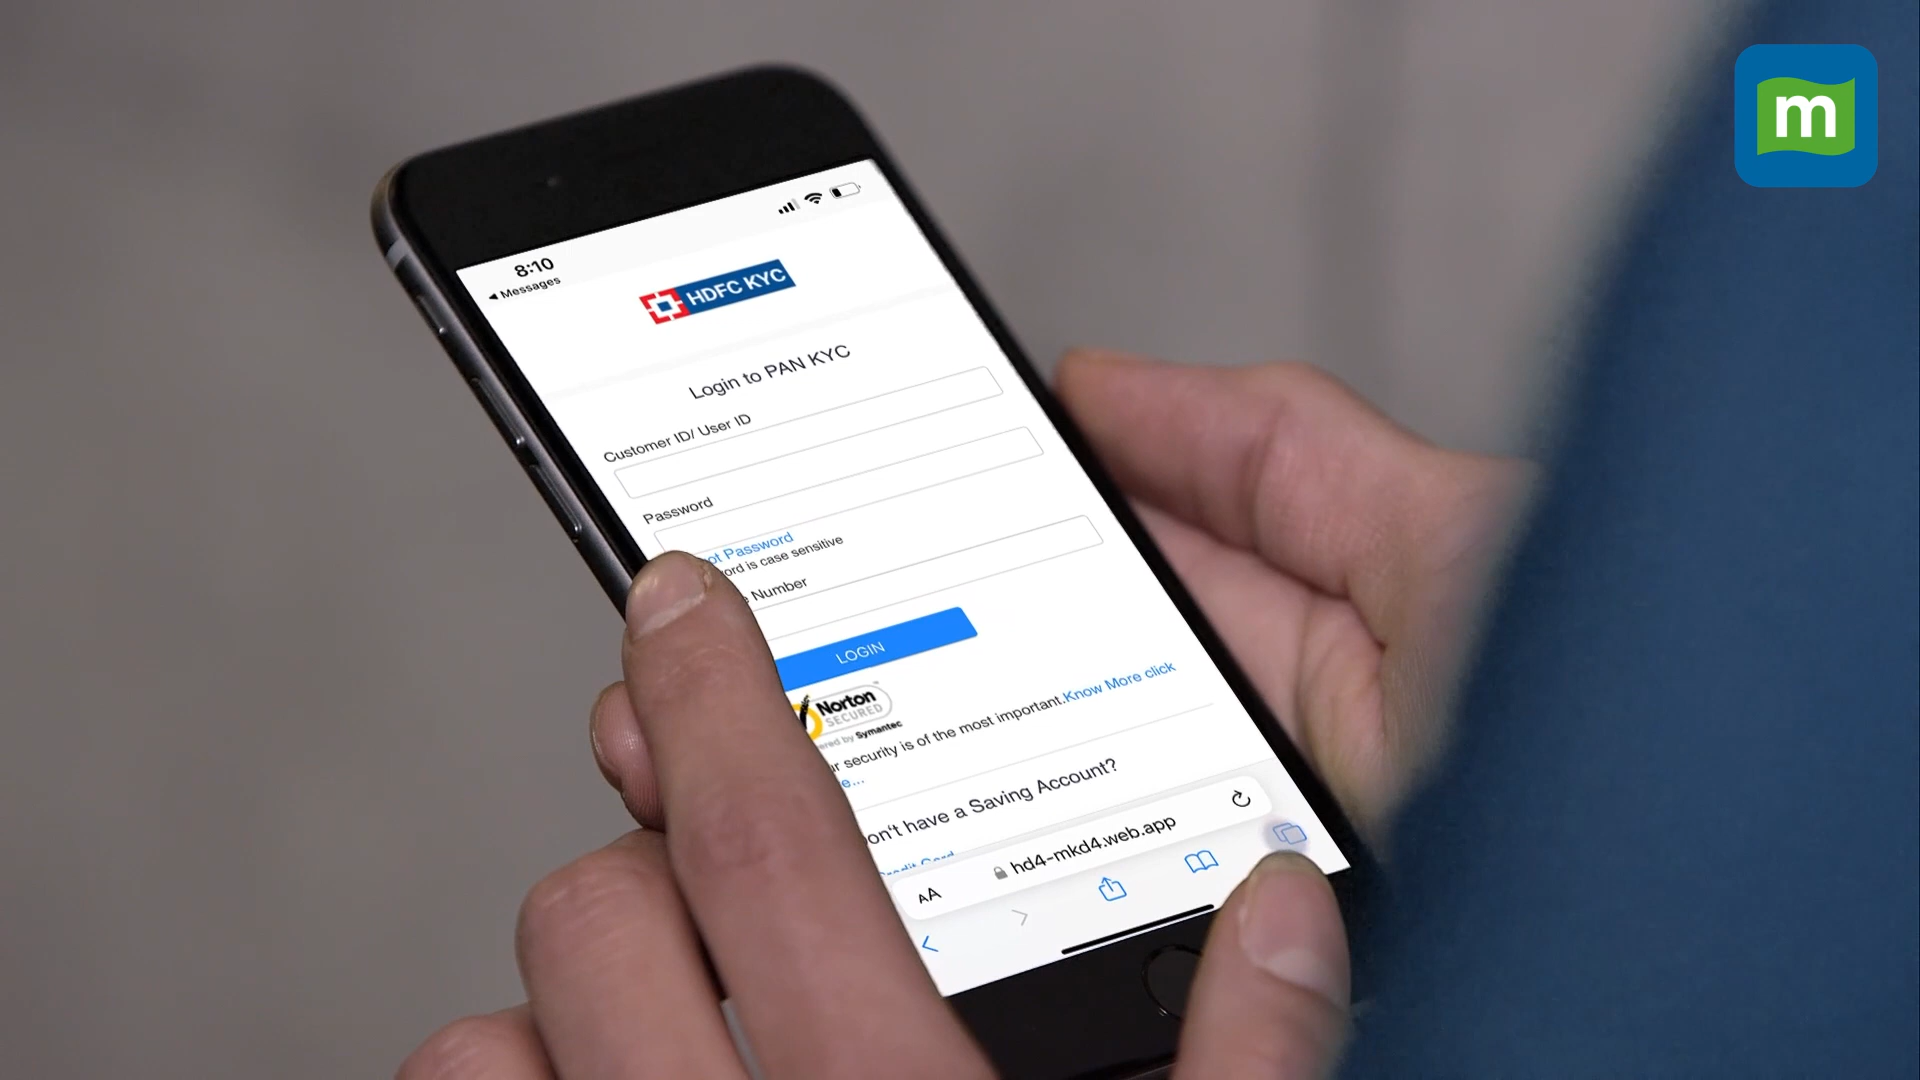 m
8:10
Messages
HDFC KYC
Login to PAN KYC
Customer ID/ User ID
Password
Password
is case sensitive
Number
LOGIN
Norton
SECURED
by Symantec
security is of the most important.Know More click
have a Saving Account?
AA hd4-mkd4.web.app